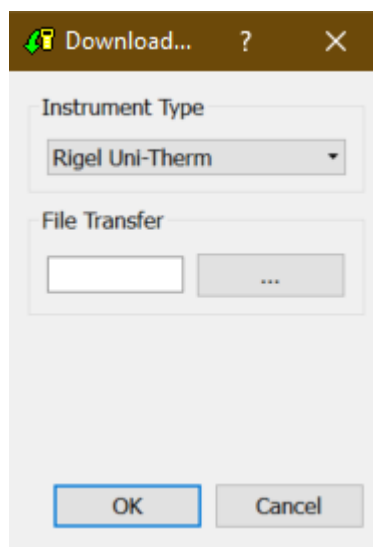 Download... ?
Instrument Type
Rigel Uni-Therm
File Transfer
...
OK Cancel